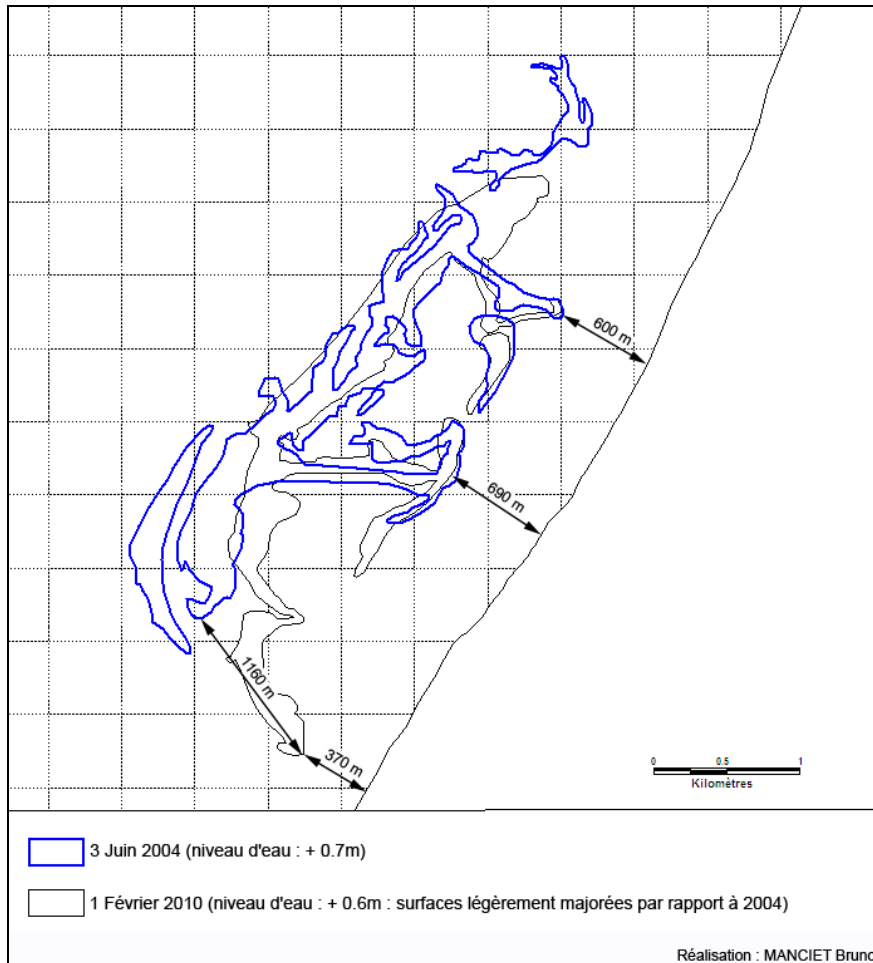 600 m
690 m
1160 m
370 m
0 0.5 1
Kilomètres
3 Juin 2004 (niveau d'eau : + 0.7m)
1 Février 2010 (niveau d'eau : + 0.6m : surfaces légèrement majorées par rapport à 2004)
Réalisation : MANCIET Bruno